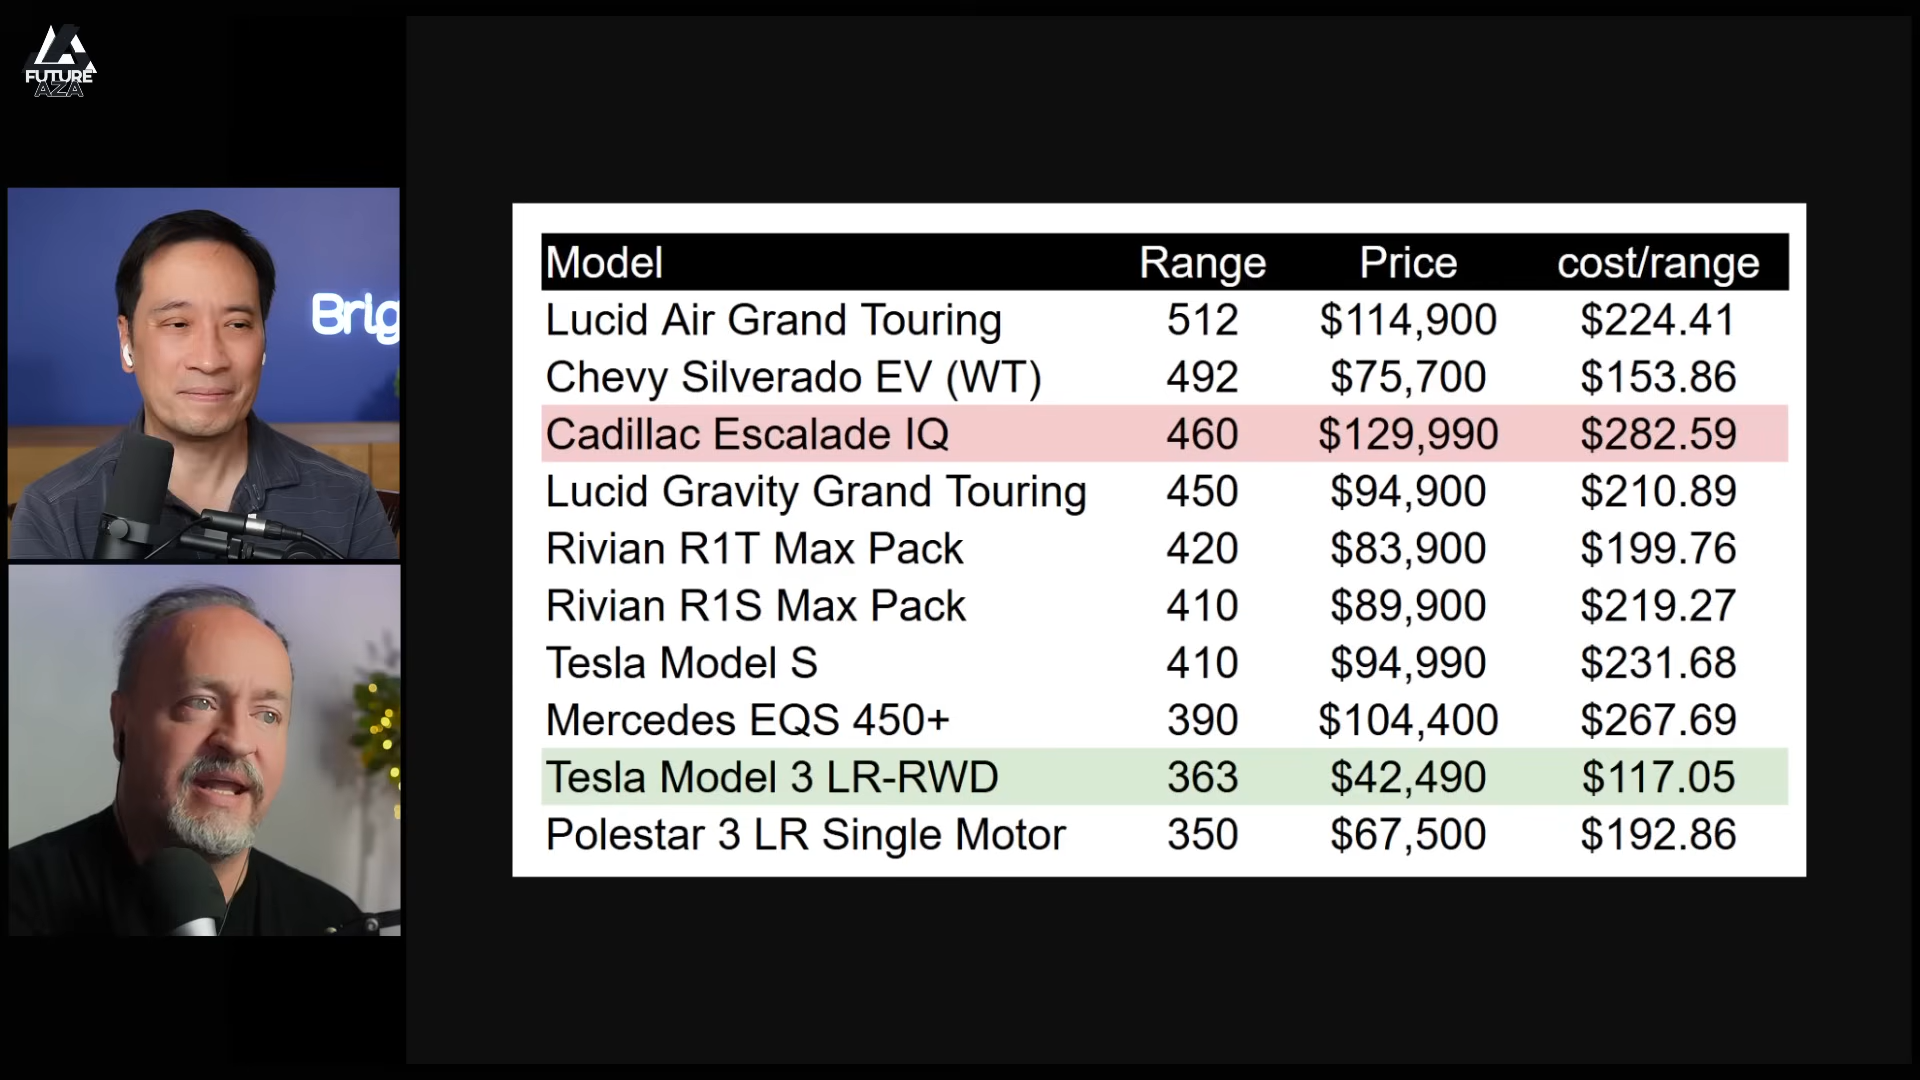 FUTURE
AZA
Brig
Model Range Price cost/range
Lucid Air Grand Touring 512 $114,900 $224.41
Chevy Silverado EV (WT) 492 $75,700 $153.86
Cadillac Escalade IQ 460 $129,990 $282.59
Lucid Gravity Grand Touring 450 $94,900 $210.89
Rivian R1T Max Pack 420 $83,900 $199.76
Rivian R1S Max Pack 410 $89,900 $219.27
Tesla Model S 410 $94,990 $231.68
Mercedes EQS 450+ 390 $104,400 $267.69
Tesla Model 3 LR-RWD 363 $42,490 $117.05
Polestar 3 LR Single Motor 350 $67,500 $192.86